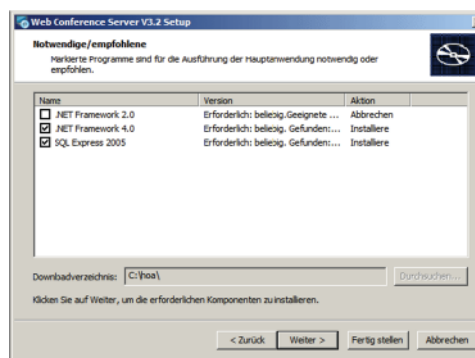 Web Conference Server V3.2 Setup
Notwendige/empfohlene
Markierte Programme sind für die Ausführung der Hauptanwendung notwendig oder
empfohlen.
Name Version Aktion
.NET Framework 2.0 Erforderlich: beliebig.Geeignete ... Abbrechen
.NET Framework 4.0 Erforderlich: beliebig. Gefunden:... Installiere
SQL Express 2005 Erforderlich: beliebig. Gefunden:... Installiere
Downloadverzeichnis: C:\hoa\ Durchsuchen...
Klicken Sie auf Weiter, um die erforderlichen Komponenten zu installieren.
< Zurück Weiter > Fertig stellen Abbrechen